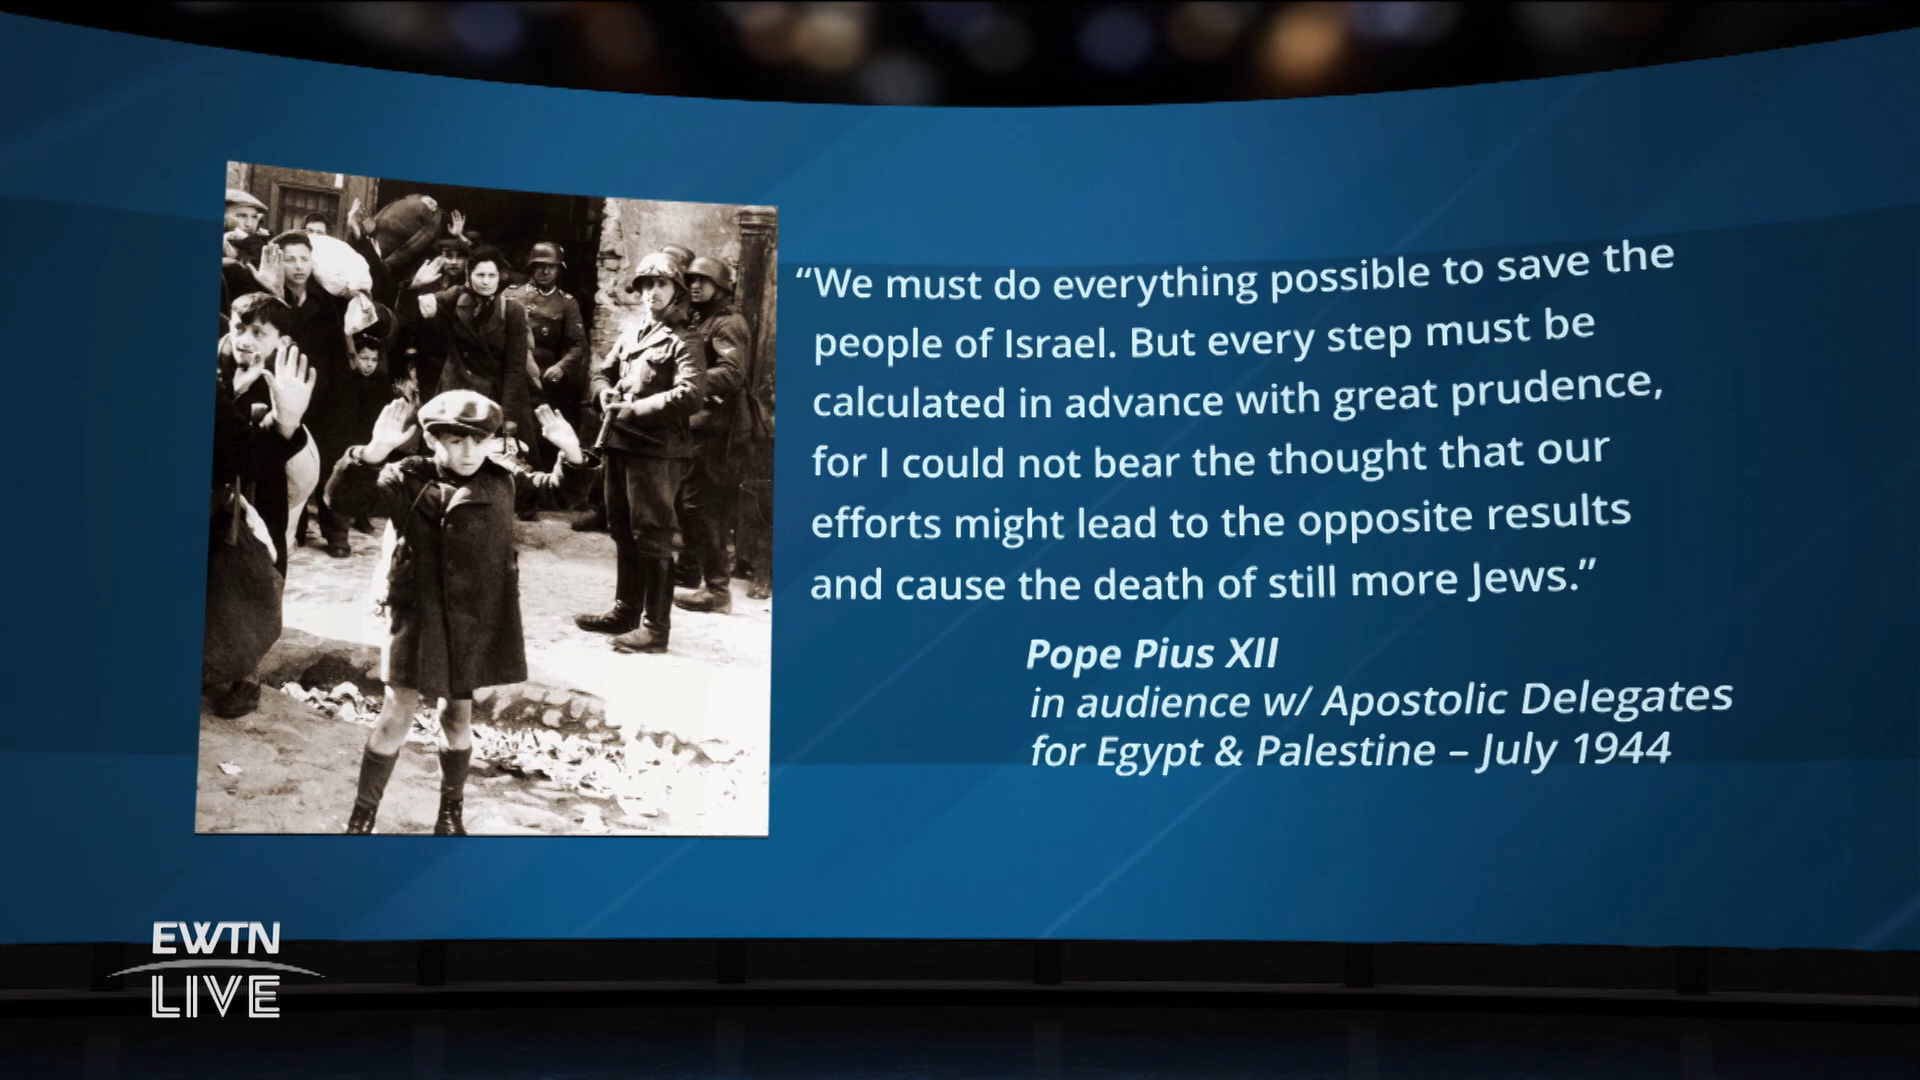 “We must do everything possible to save the
people of Israel. But every step must be
calculated in advance with great prudence,
for I could not bear the thought that our
efforts might lead to the opposite results
and cause the death of still more Jews.”
Pope Pius XII
in audience w/ Apostolic Delegates
for Egypt & Palestine – July 1944
EWTN
LIVE